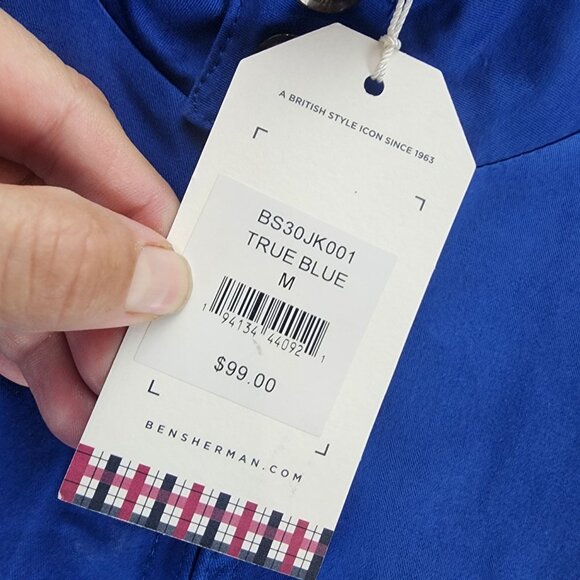 A BRITISH STYLE ICON SINCE 1963
BS30JK001
TRUE BLUE
M
1 94134 44092 1
$99.00
BENSHERMAN.COM